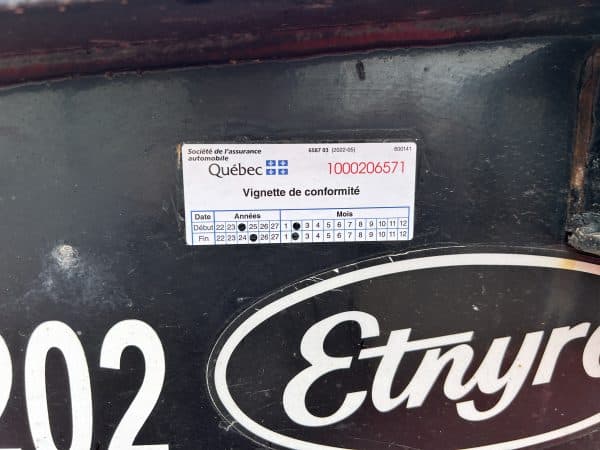 Société de l'assurance
automobile
Québec
6587 03 (2022-05)
600141
1000206571
Vignette de conformité
Date Années Mois
Début 22 23 25 26 27 1 3 4 5 6 7 8 9 10 11 12
Fin 22 23 24 26 27 1 3 4 5 6 7 8 9 10 11 12
202
Etnyre